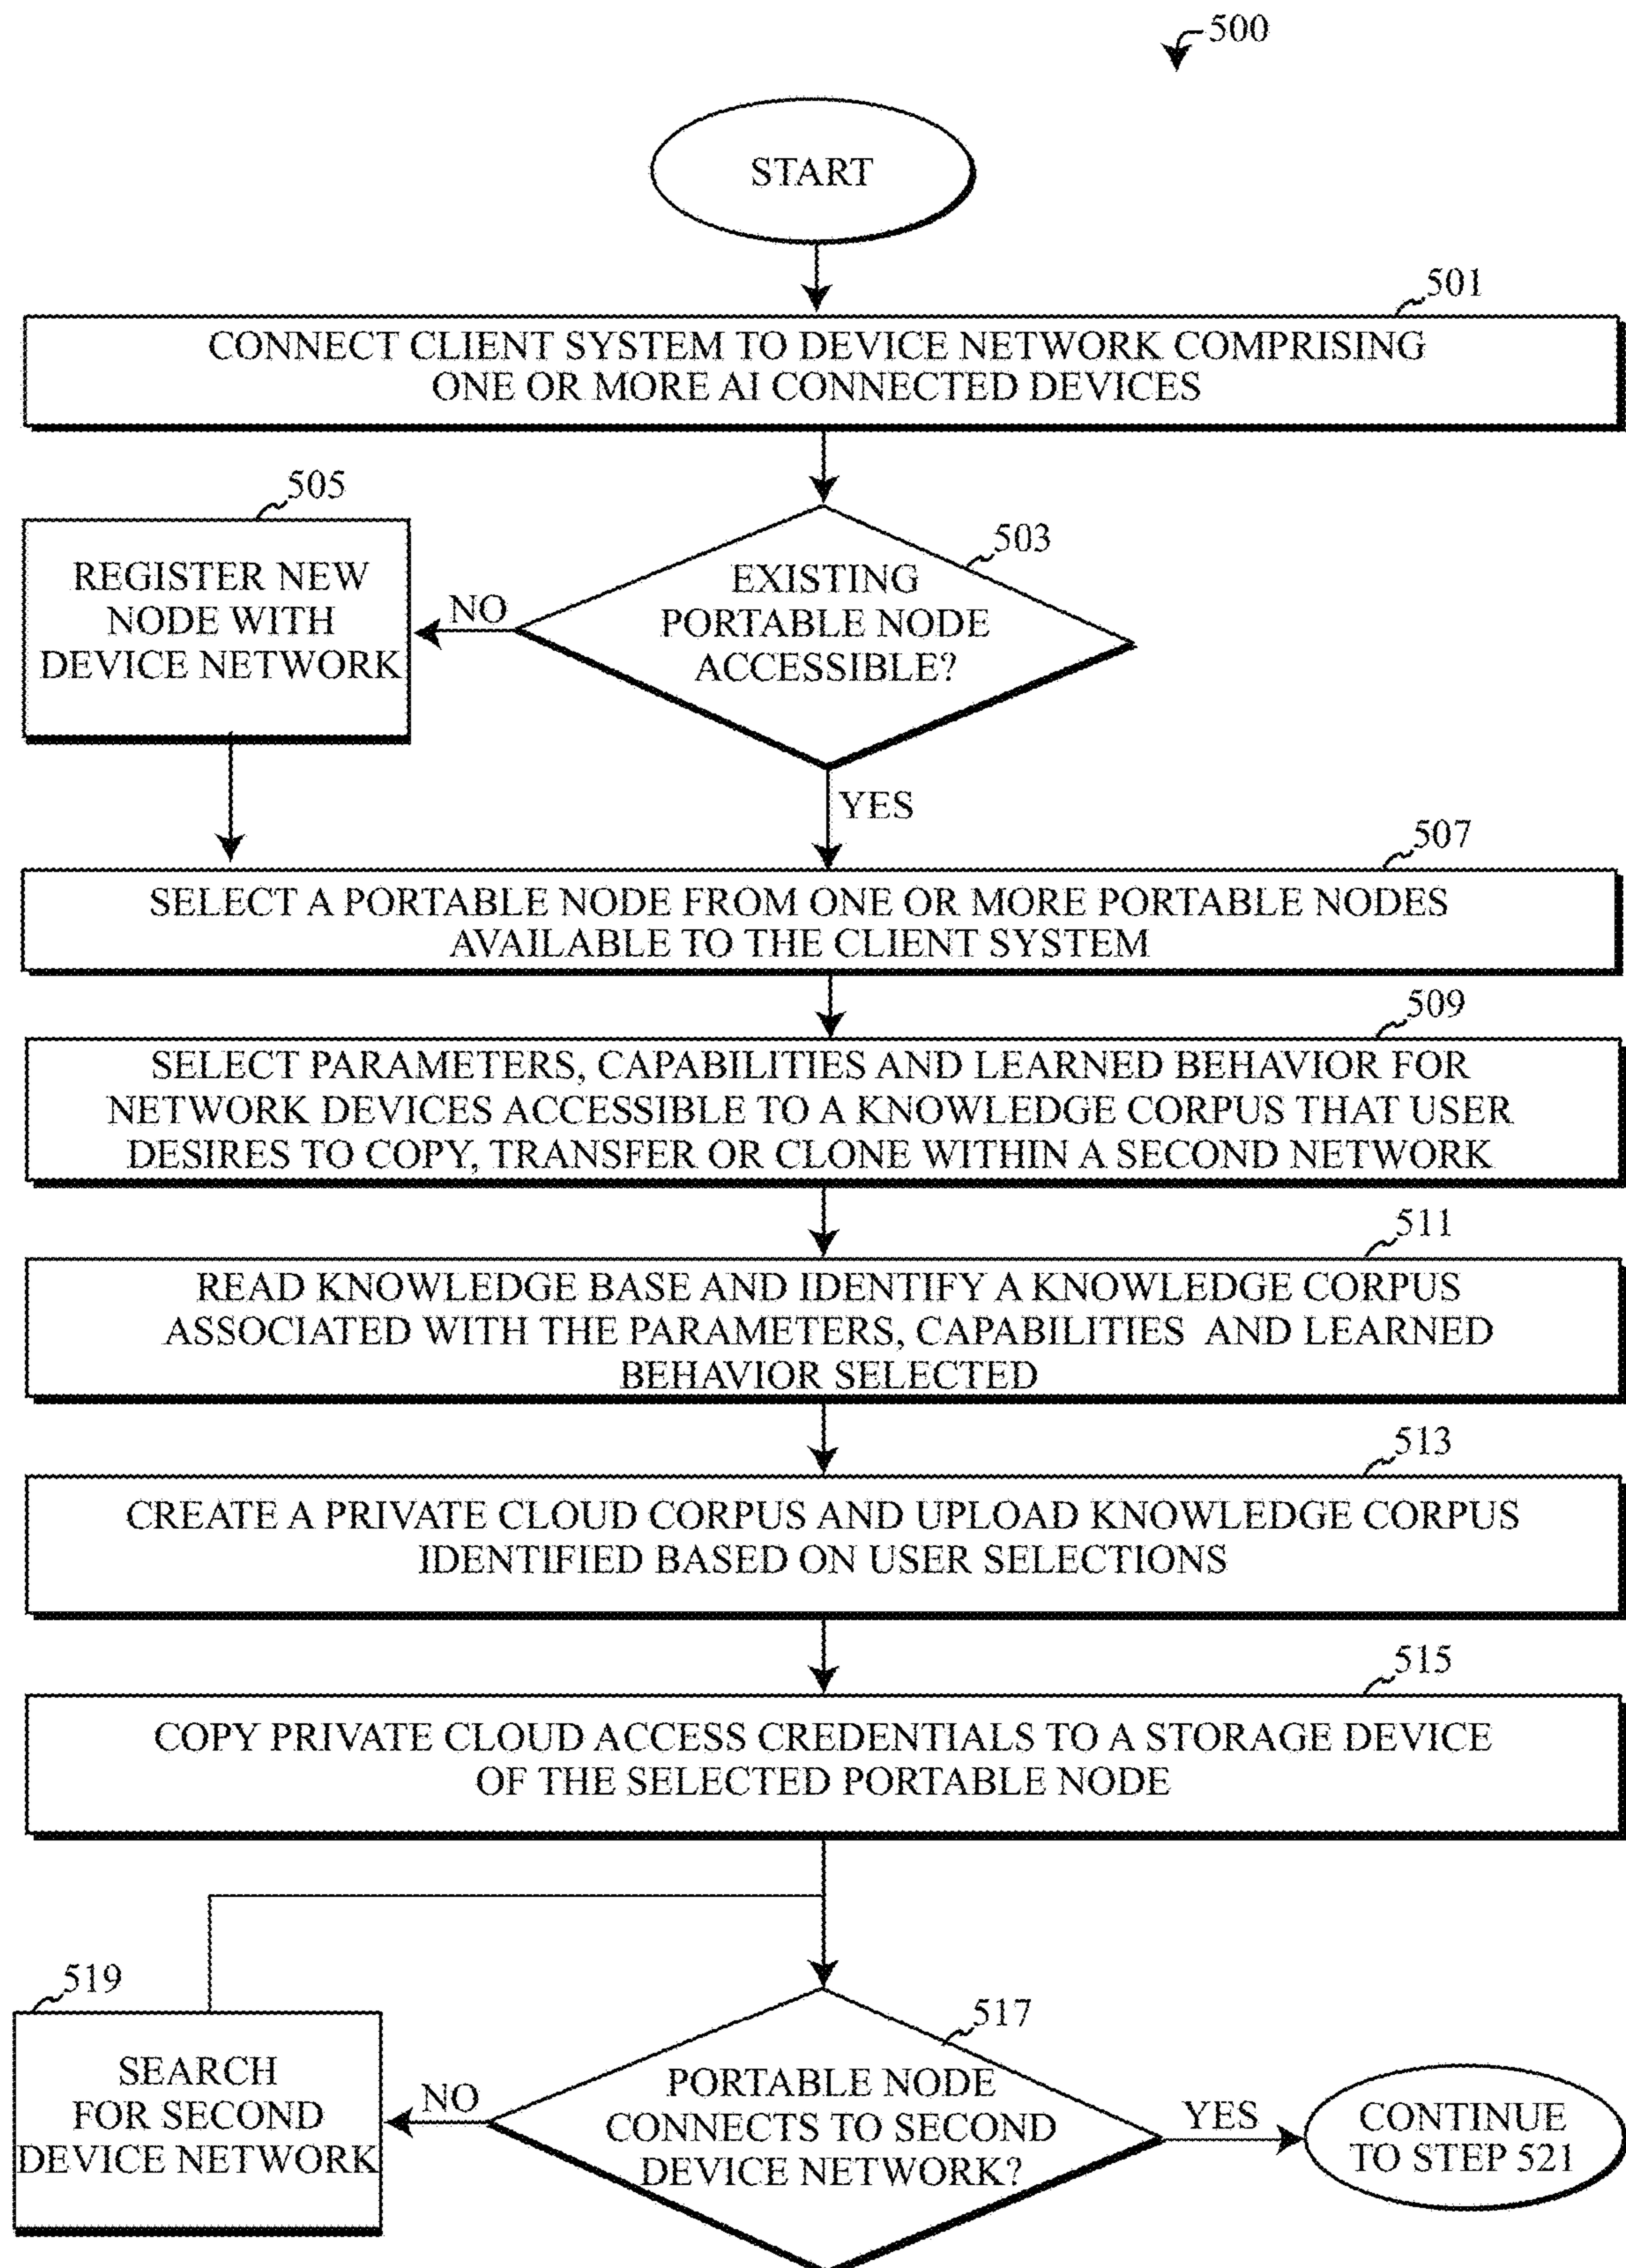 500
START
501
CONNECT CLIENT SYSTEM TO DEVICE NETWORK COMPRISING
ONE OR MORE AI CONNECTED DEVICES
505
REGISTER NEW
NODE WITH
DEVICE NETWORK
NO
503
EXISTING
PORTABLE NODE
ACCESSIBLE?
YES
507
SELECT A PORTABLE NODE FROM ONE OR MORE PORTABLE NODES
AVAILABLE TO THE CLIENT SYSTEM
509
SELECT PARAMETERS, CAPABILITIES AND LEARNED BEHAVIOR FOR
NETWORK DEVICES ACCESSIBLE TO A KNOWLEDGE CORPUS THAT USER
DESIRES TO COPY, TRANSFER OR CLONE WITHIN A SECOND NETWORK
511
READ KNOWLEDGE BASE AND IDENTIFY A KNOWLEDGE CORPUS
ASSOCIATED WITH THE PARAMETERS, CAPABILITIES AND LEARNED
BEHAVIOR SELECTED
513
CREATE A PRIVATE CLOUD CORPUS AND UPLOAD KNOWLEDGE CORPUS
IDENTIFIED BASED ON USER SELECTIONS
515
COPY PRIVATE CLOUD ACCESS CREDENTIALS TO A STORAGE DEVICE
OF THE SELECTED PORTABLE NODE
519
SEARCH
FOR SECOND
DEVICE NETWORK
NO
517
PORTABLE NODE
CONNECTS TO SECOND
DEVICE NETWORK?
YES
CONTINUE
TO STEP 521